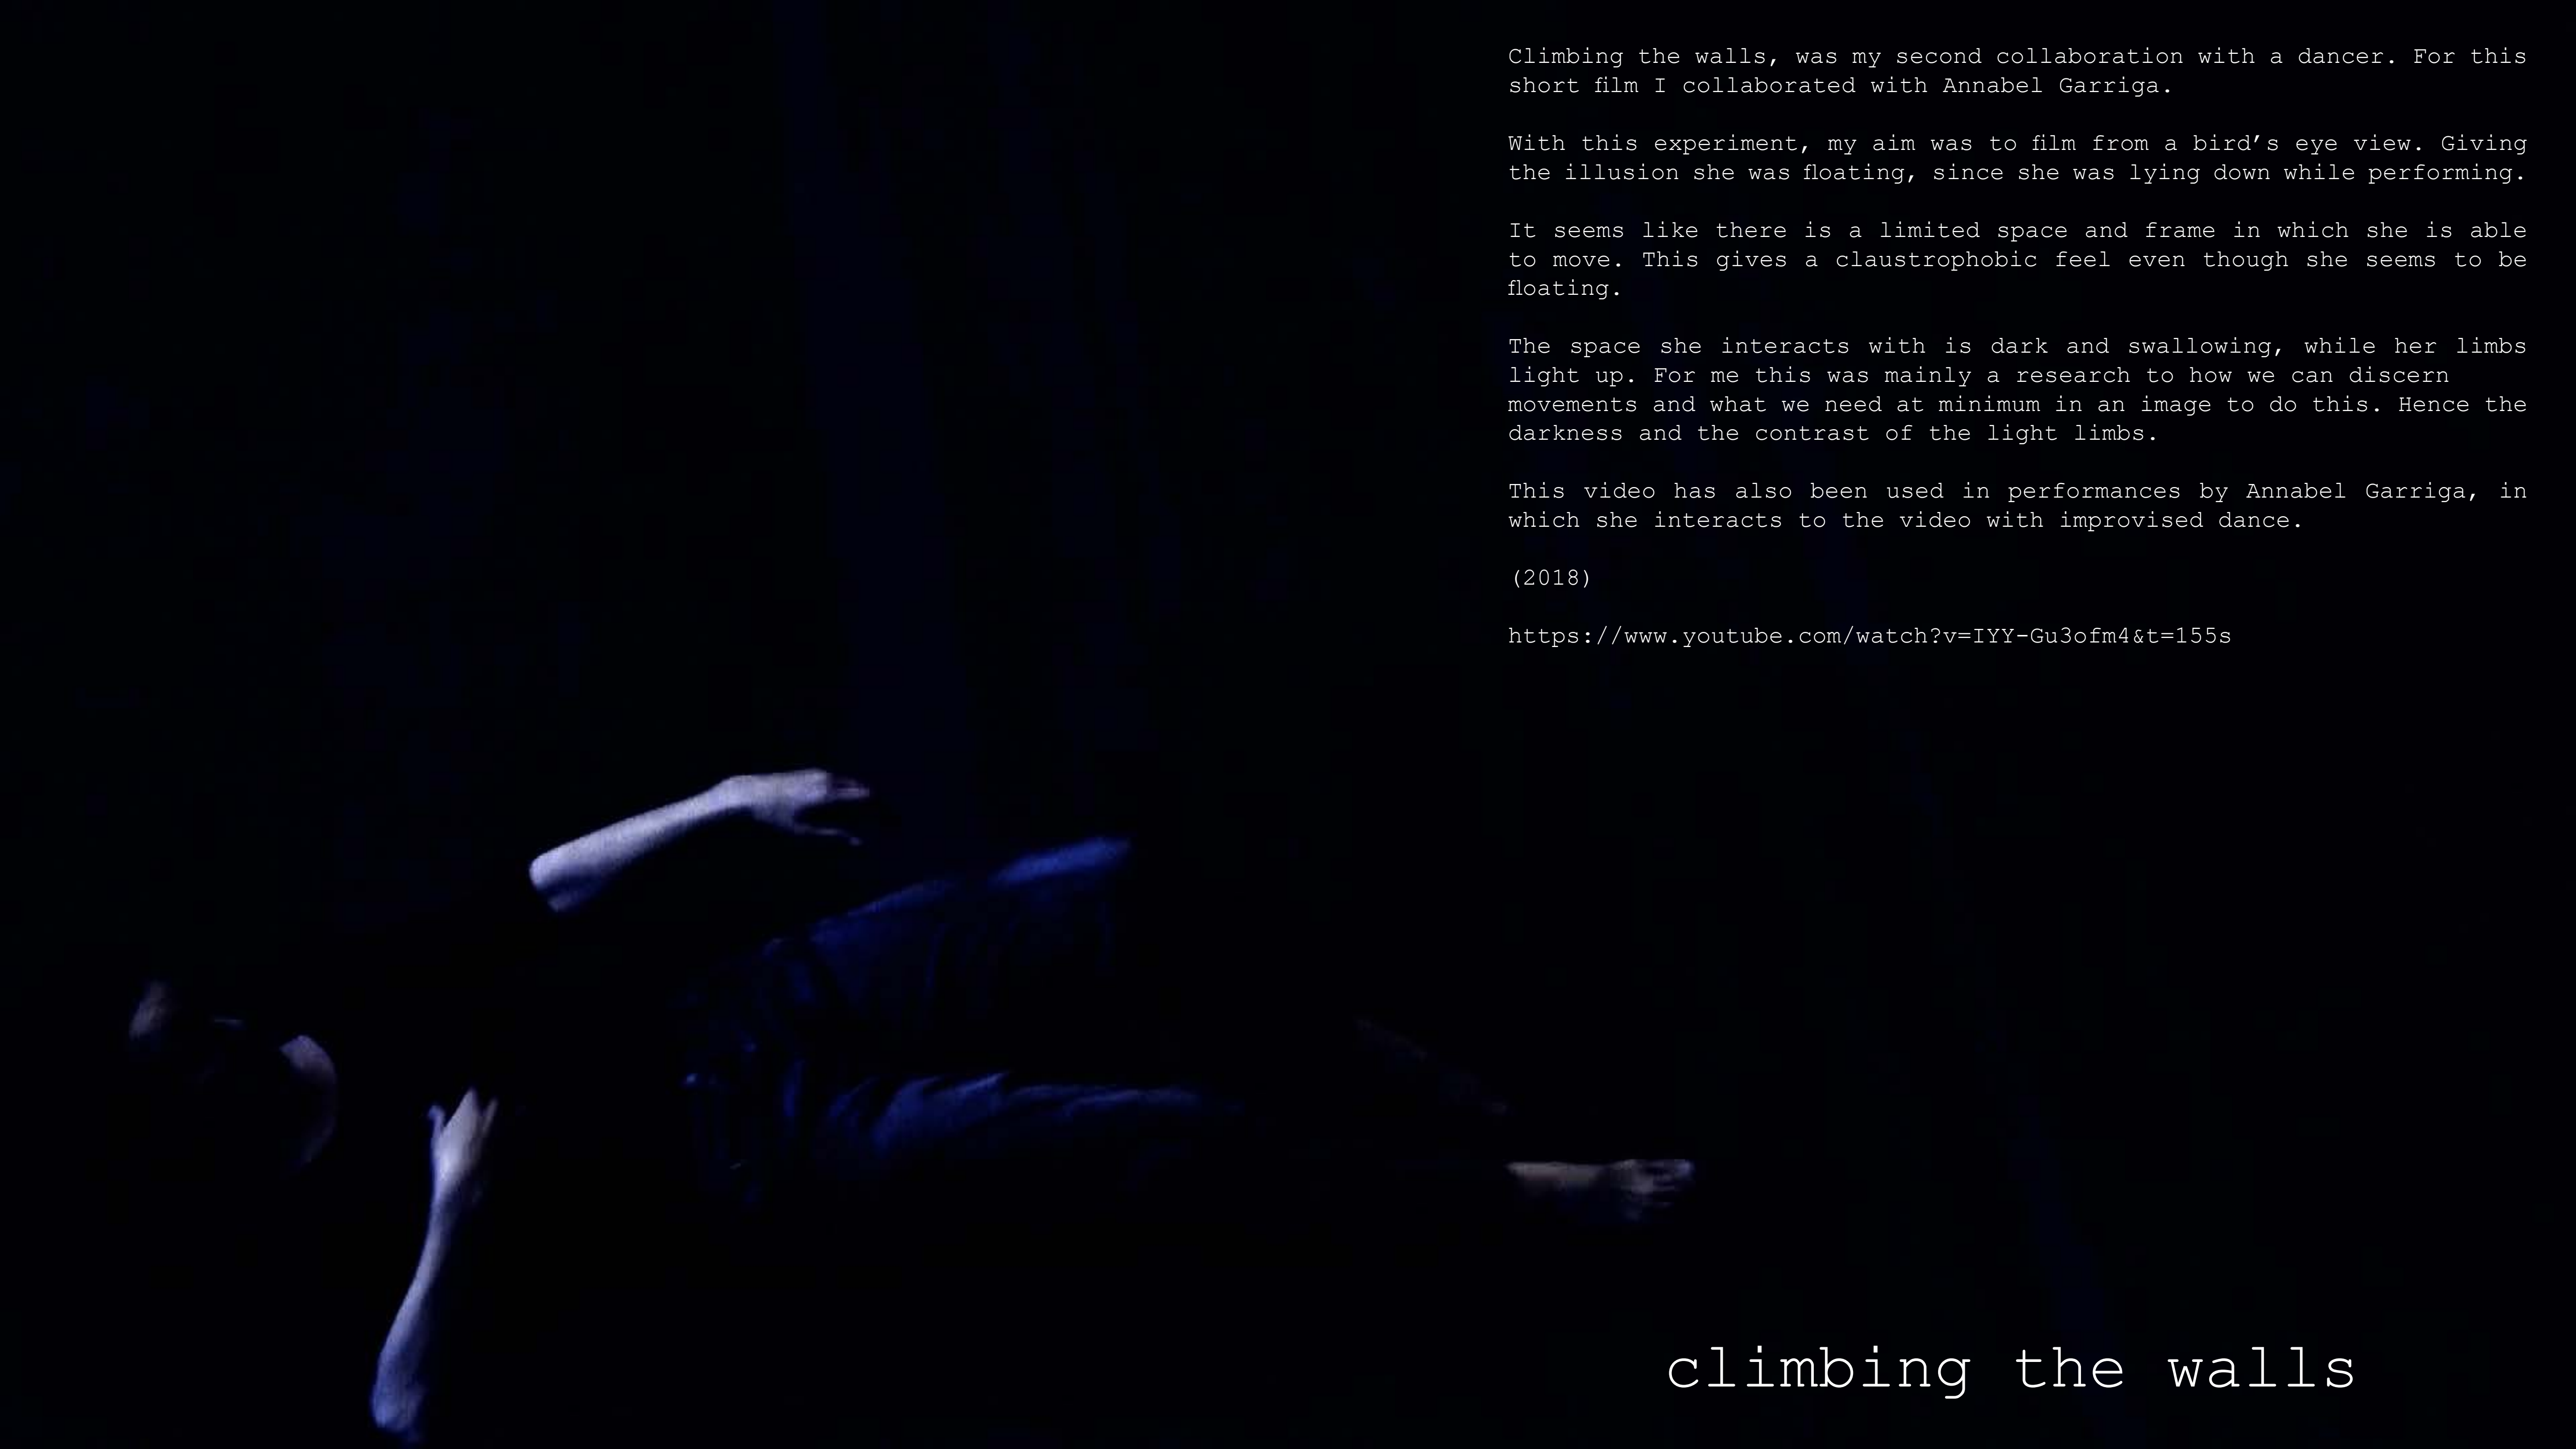 Climbing the walls, was my second collaboration with a dancer. For this
short film I collaborated with Annabel Garriga.
With this experiment, my aim was to film from a bird’s eye view. Giving
the illusion she was floating, since she was lying down while performing.
It seems like there is a limited space and frame in which she is able
to move. This gives a claustrophobic feel even though she seems to be
floating.
The space she interacts with is dark and swallowing, while her limbs
light up. For me this was mainly a research to how we can discern
movements and what we need at minimum in an image to do this. Hence the
darkness and the contrast of the light limbs.
This video has also been used in performances by Annabel Garriga, in
which she interacts to the video with improvised dance.
(2018)
https://www.youtube.com/watch?v=IYY-Gu3ofm4&t=155s
climbing the walls